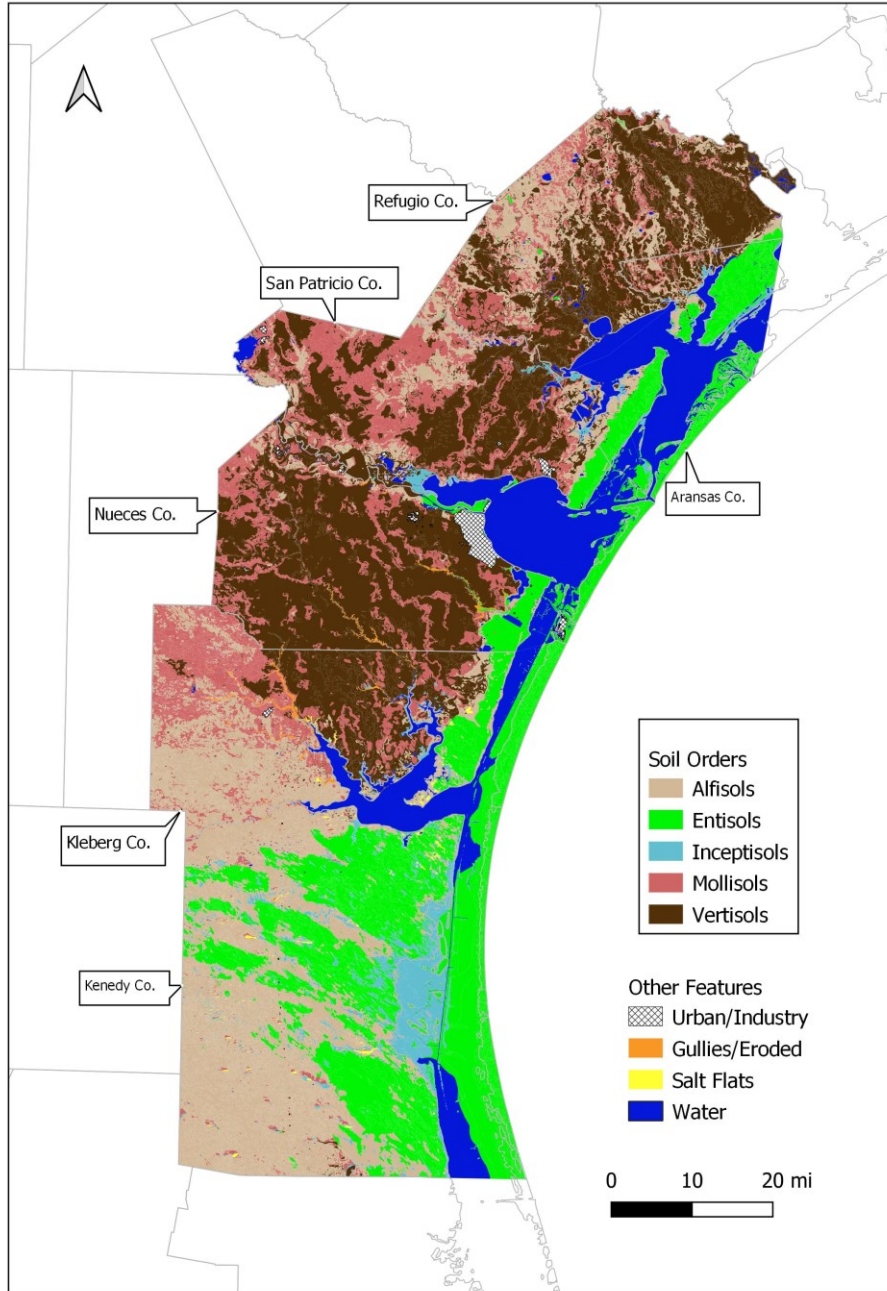 Refugio Co.
San Patricio Co.
Nueces Co.
Aransas Co.
Kleberg Co.
Kenedy Co.
Soil Orders
Alfisols
Entisols
Inceptisols
Mollisols
Vertisols
Other Features
Urban/Industry
Gullies/Eroded
Salt Flats
Water
0 10 20 mi